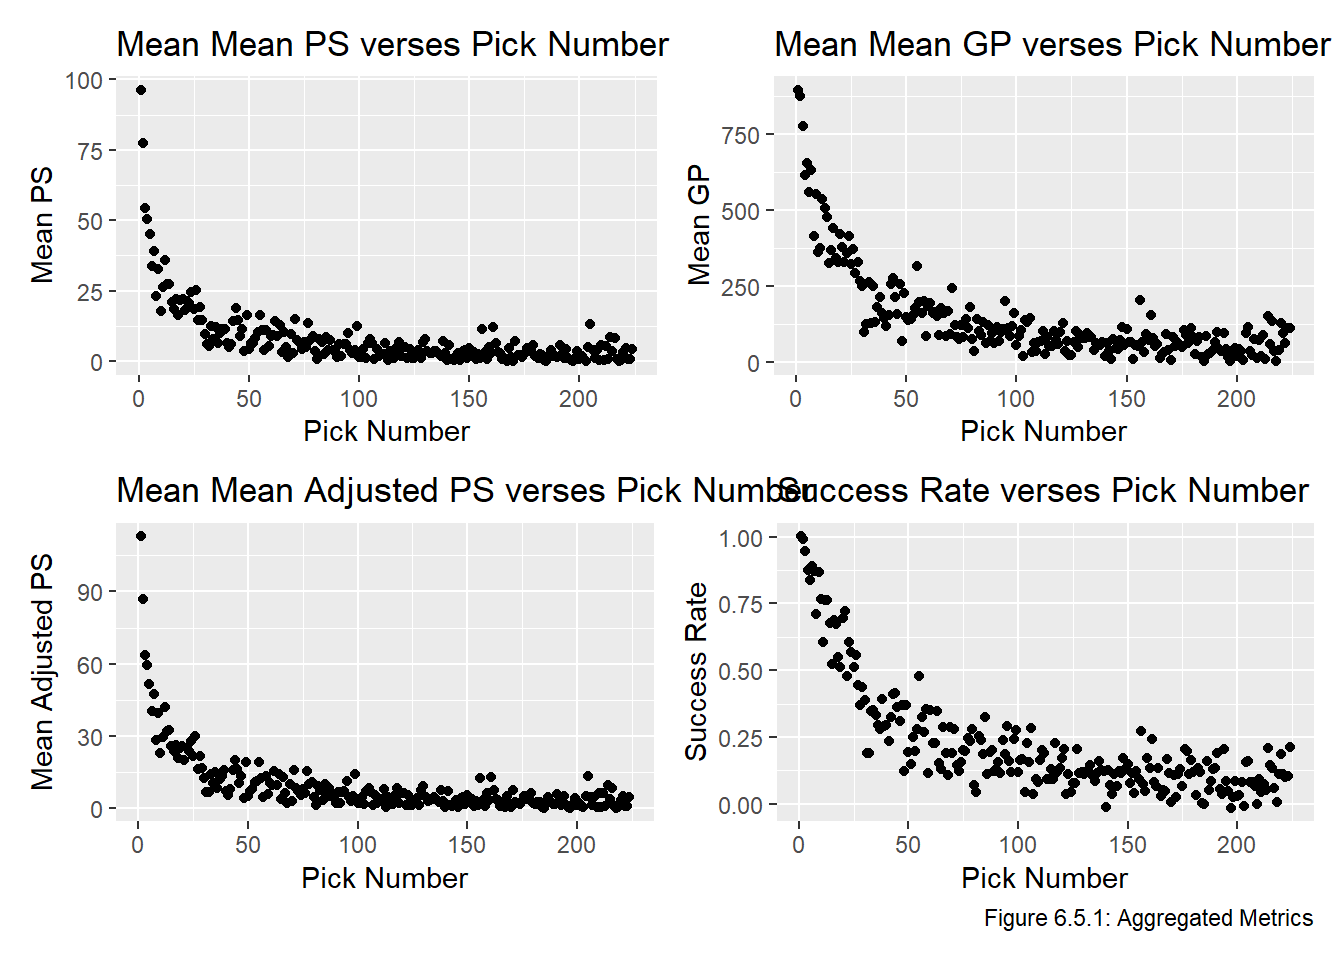 Mean Mean PS verses Pick Number
Mean PS
100
75
50
25
0
0 50 100 150 200
Pick Number
Mean Mean GP verses Pick Number
Mean GP
750
500
250
0
0 50 100 150 200
Pick Number
Mean Mean Adjusted PS verses Pick Number
Mean Adjusted PS
90
60
30
0
0 50 100 150 200
Pick Number
Success Rate verses Pick Number
Success Rate
1.00
0.75
0.50
0.25
0.00
0 50 100 150 200
Pick Number
Figure 6.5.1: Aggregated Metrics